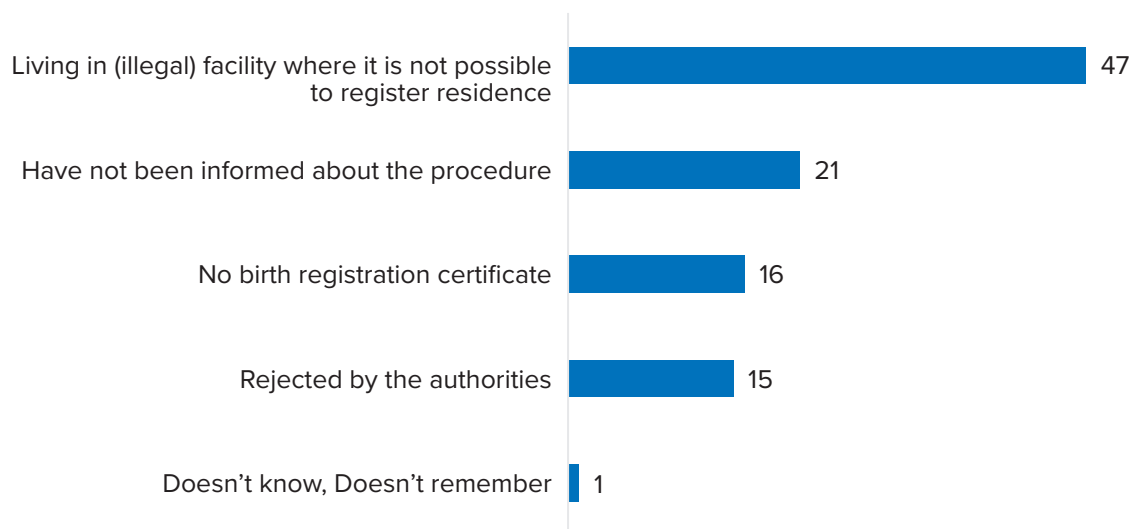 Living in (illegal) facility where it is not possible
to register residence
47
Have not been informed about the procedure
21
No birth registration certificate
16
Rejected by the authorities
15
Doesn’t know, Doesn’t remember
1